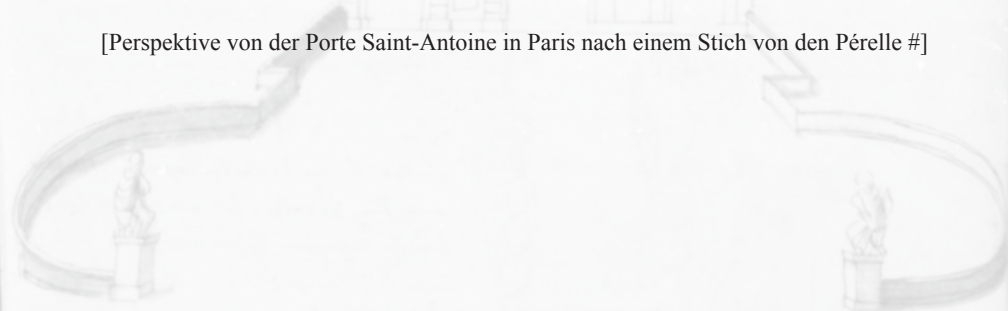 [Perspektive von der Porte Saint-Antoine in Paris nach einem Stich von den Pérelle #]